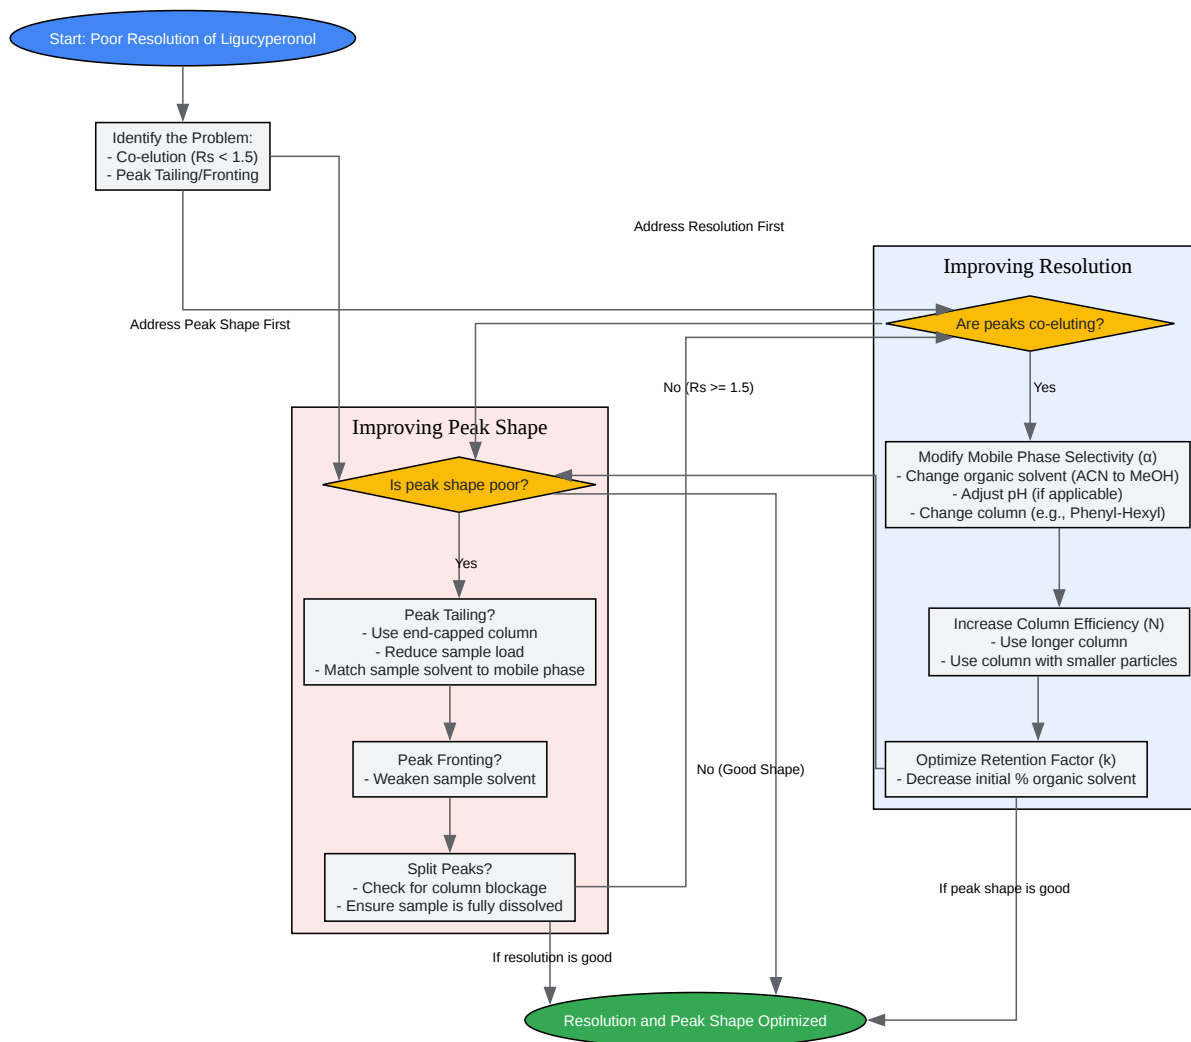 Start: Poor Resolution of Ligucyperonol
Identify the Problem:
- Co-elution (Rs < 1.5)
- Peak Tailing/Fronting
Address Resolution First
Improving Resolution
Address Peak Shape First
Are peaks co-eluting?
No (Rs >= 1.5)
Yes
Improving Peak Shape
Is peak shape poor?
Modify Mobile Phase Selectivity (α)
- Change organic solvent (ACN to MeOH)
- Adjust pH (if applicable)
- Change column (e.g., Phenyl-Hexyl)
Yes
Peak Tailing?
- Use end-capped column
- Reduce sample load
- Match sample solvent to mobile phase
Increase Column Efficiency (N)
- Use longer column
- Use column with smaller particles
Peak Fronting?
- Weaken sample solvent
No (Good Shape)
Optimize Retention Factor (k)
- Decrease initial % organic solvent
Split Peaks?
- Check for column blockage
- Ensure sample is fully dissolved
If peak shape is good
If resolution is good
Resolution and Peak Shape Optimized